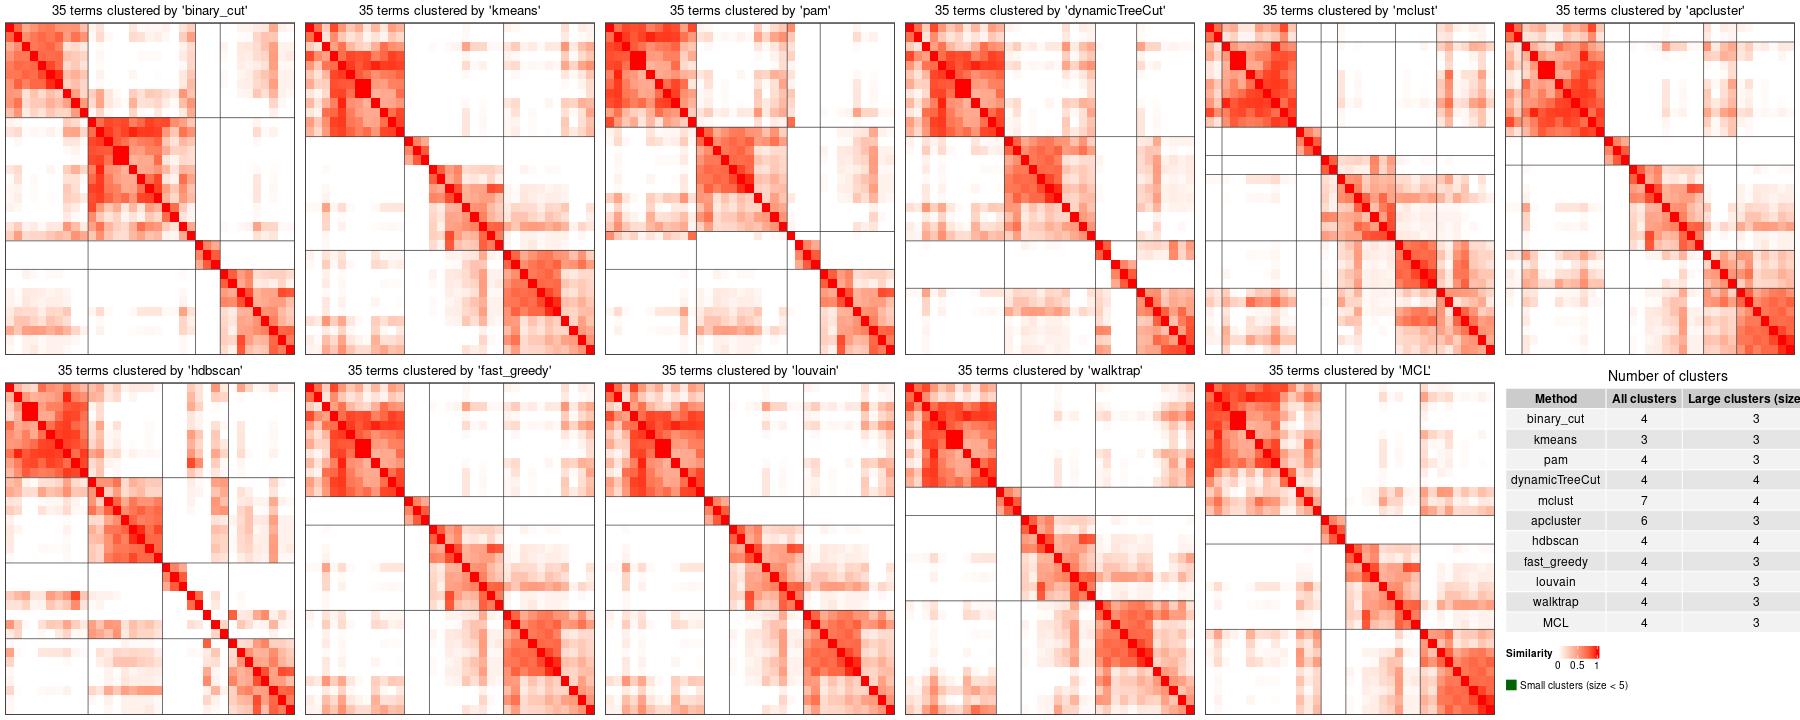 35 terms clustered by 'binary_cut'
35 terms clustered by 'kmeans'
35 terms clustered by 'pam'
35 terms clustered by 'dynamicTreeCut'
35 terms clustered by 'mclust'
35 terms clustered by 'apcluster'
35 terms clustered by 'hdbscan'
35 terms clustered by 'fast_greedy'
35 terms clustered by 'louvain'
35 terms clustered by 'walktrap'
35 terms clustered by 'MCL'
Number of clusters
Method All clusters Large clusters (size
binary_cut 4 3
kmeans 3 3
pam 4 3
dynamicTreeCut 4 4
mclust 7 4
apcluster 6 3
hdbscan 4 4
fast_greedy 4 3
louvain 4 3
walktrap 4 3
MCL 4 3
Similarity
0 0.5 1
Small clusters (size < 5)